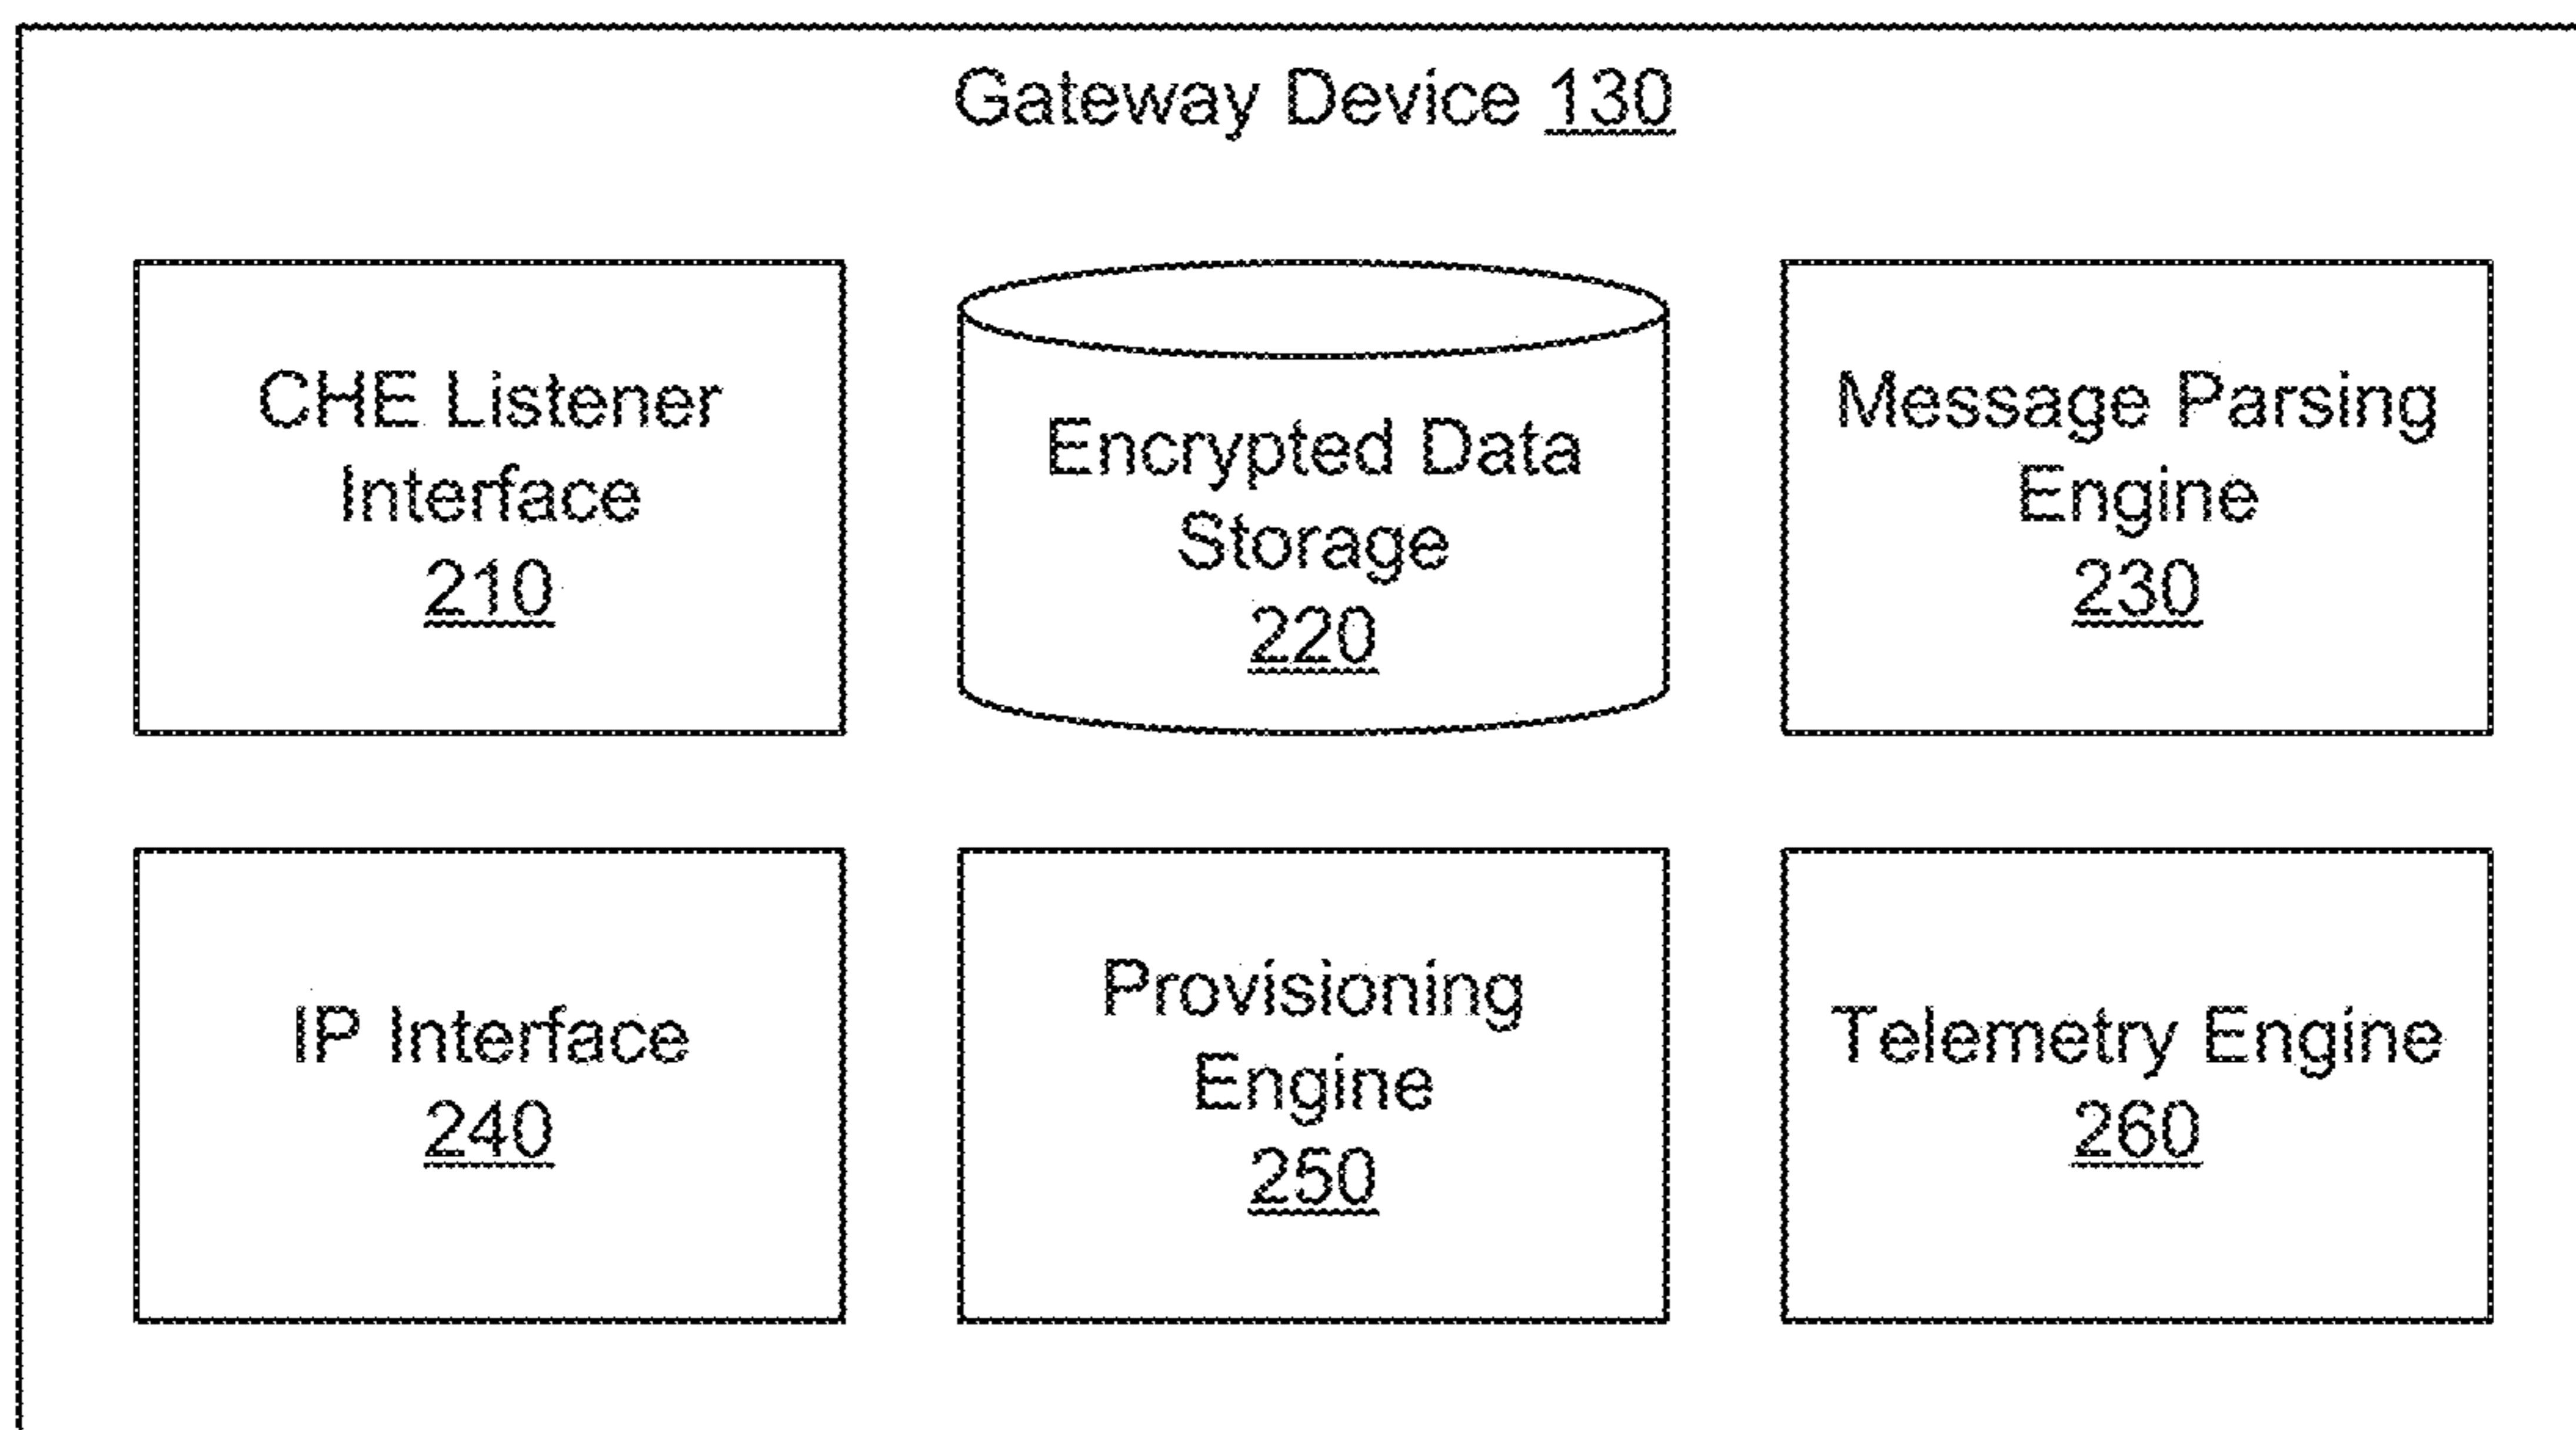 Gateway Device 130
CHE Listener
Interface
210
Encrypted Data
Storage
220
Message Parsing
Engine
230
IP Interface
240
Provisioning
Engine
250
Telemetry Engine
260